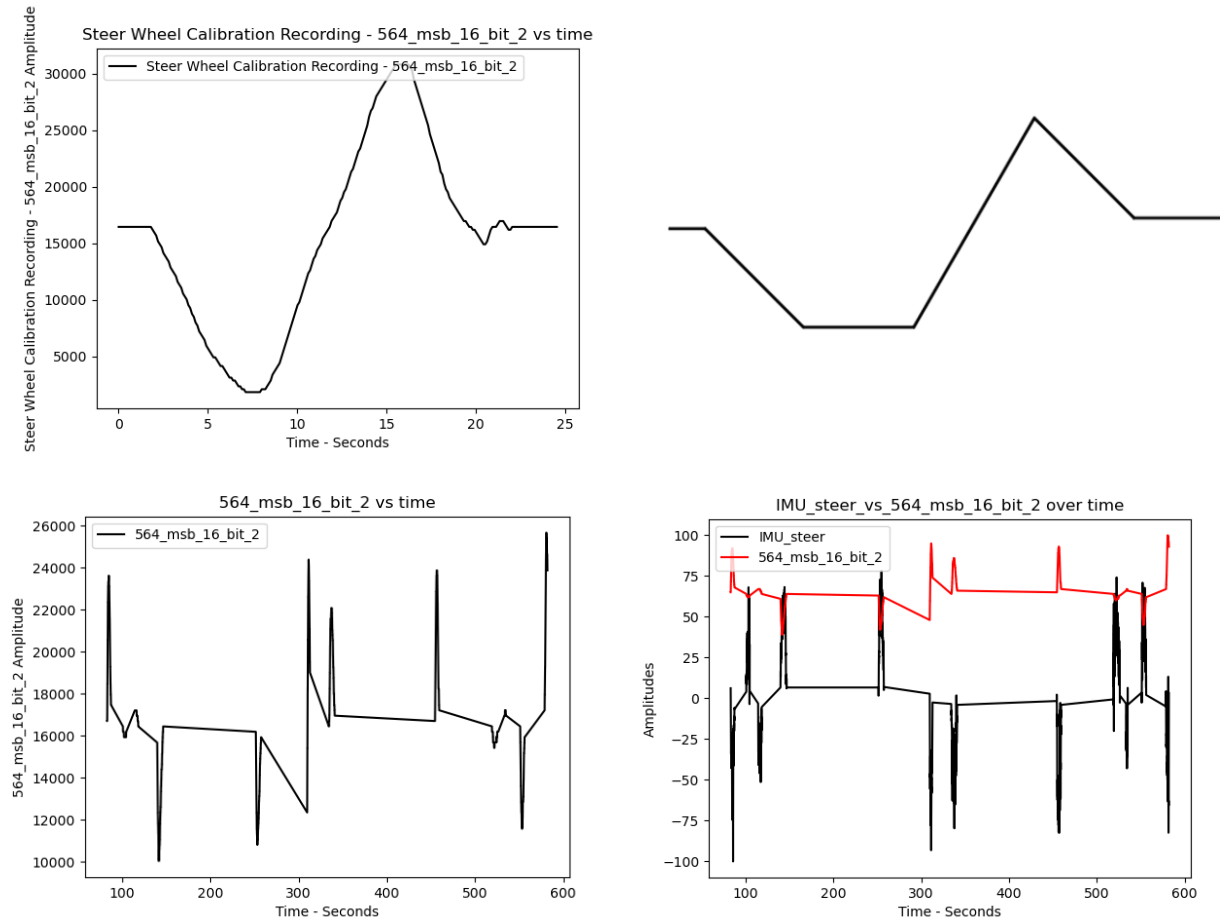 Steer Wheel Calibration Recording - 564_msb_16_bit_2 vs time
Steer Wheel Calibration Recording - 564_msb_16_bit_2
Steer Wheel Calibration Recording - 564_msb_16_bit_2 Amplitude
30000
25000
20000
15000
10000
5000
0 5 10 15 20 25
Time - Seconds
564_msb_16_bit_2 vs time
564_msb_16_bit_2
564_msb_16_bit_2 Amplitude
26000
24000
22000
20000
18000
16000
14000
12000
10000
100 200 300 400 500 600
Time - Seconds
IMU_steer_vs_564_msb_16_bit_2 over time
IMU_steer
564_msb_16_bit_2
Amplitudes
100
75
50
25
0
−25
−50
−75
−100
100 200 300 400 500 600
Time - Seconds